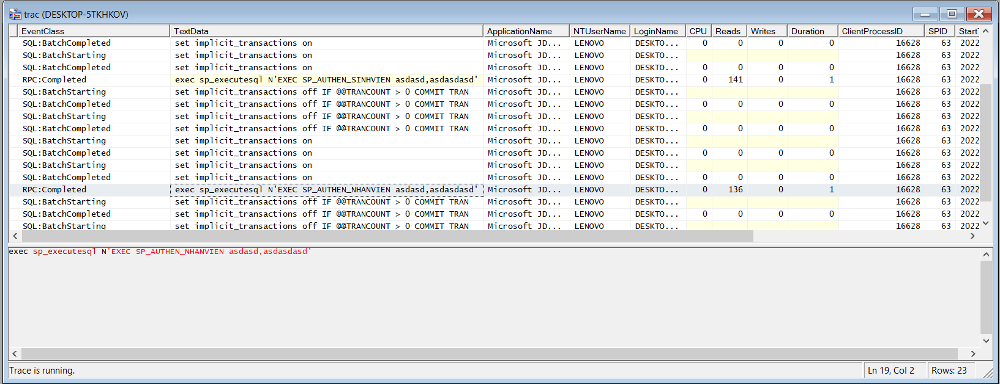 trac (DESKTOP-5TKHKOV)
EventClass TextData ApplicationName NTUserName LoginName CPU Reads Writes Duration ClientProcessID SPID Start
SQL:BatchCompleted set implicit_transactions on Microsoft JD... LENOVO DESKTO... 0 0 0 0 16628 63 2022
SQL:BatchStarting set implicit_transactions on Microsoft JD... LENOVO DESKTO... 16628 63 2022
SQL:BatchCompleted set implicit_transactions on Microsoft JD... LENOVO DESKTO... 0 0 0 0 16628 63 2022
RPC:Completed exec sp_executesql N'EXEC SP_AUTHEN_SINHVIEN asdasd,asdasdasd' Microsoft JD... LENOVO DESKTO... 0 141 0 1 16628 63 2022
SQL:BatchStarting set implicit_transactions off IF @@TRANCOUNT > 0 COMMIT TRAN Microsoft JD... LENOVO DESKTO... 16628 63 2022
SQL:BatchCompleted set implicit_transactions off IF @@TRANCOUNT > 0 COMMIT TRAN Microsoft JD... LENOVO DESKTO... 0 0 0 0 16628 63 2022
SQL:BatchStarting set implicit_transactions off IF @@TRANCOUNT > 0 COMMIT TRAN Microsoft JD... LENOVO DESKTO... 16628 63 2022
SQL:BatchCompleted set implicit_transactions off IF @@TRANCOUNT > 0 COMMIT TRAN Microsoft JD... LENOVO DESKTO... 0 0 0 0 16628 63 2022
SQL:BatchStarting set implicit_transactions on Microsoft JD... LENOVO DESKTO... 16628 63 2022
SQL:BatchCompleted set implicit_transactions on Microsoft JD... LENOVO DESKTO... 0 0 0 0 16628 63 2022
SQL:BatchStarting set implicit_transactions on Microsoft JD... LENOVO DESKTO... 16628 63 2022
SQL:BatchCompleted set implicit_transactions on Microsoft JD... LENOVO DESKTO... 0 0 0 0 16628 63 2022
RPC:Completed exec sp_executesql N'EXEC SP_AUTHEN_NHANVIEN asdasd,asdasdasd' Microsoft JD... LENOVO DESKTO... 0 136 0 1 16628 63 2022
SQL:BatchStarting set implicit_transactions off IF @@TRANCOUNT > 0 COMMIT TRAN Microsoft JD... LENOVO DESKTO... 16628 63 2022
SQL:BatchCompleted set implicit_transactions off IF @@TRANCOUNT > 0 COMMIT TRAN Microsoft JD... LENOVO DESKTO... 0 0 0 0 16628 63 2022
SQL:BatchStarting set implicit_transactions off IF @@TRANCOUNT > 0 COMMIT TRAN Microsoft JD... LENOVO DESKTO... 16628 63 2022
exec sp_executesql N'EXEC SP_AUTHEN_NHANVIEN asdasd,asdasdasd'
Trace is running. Ln 19, Col 2 Rows: 23